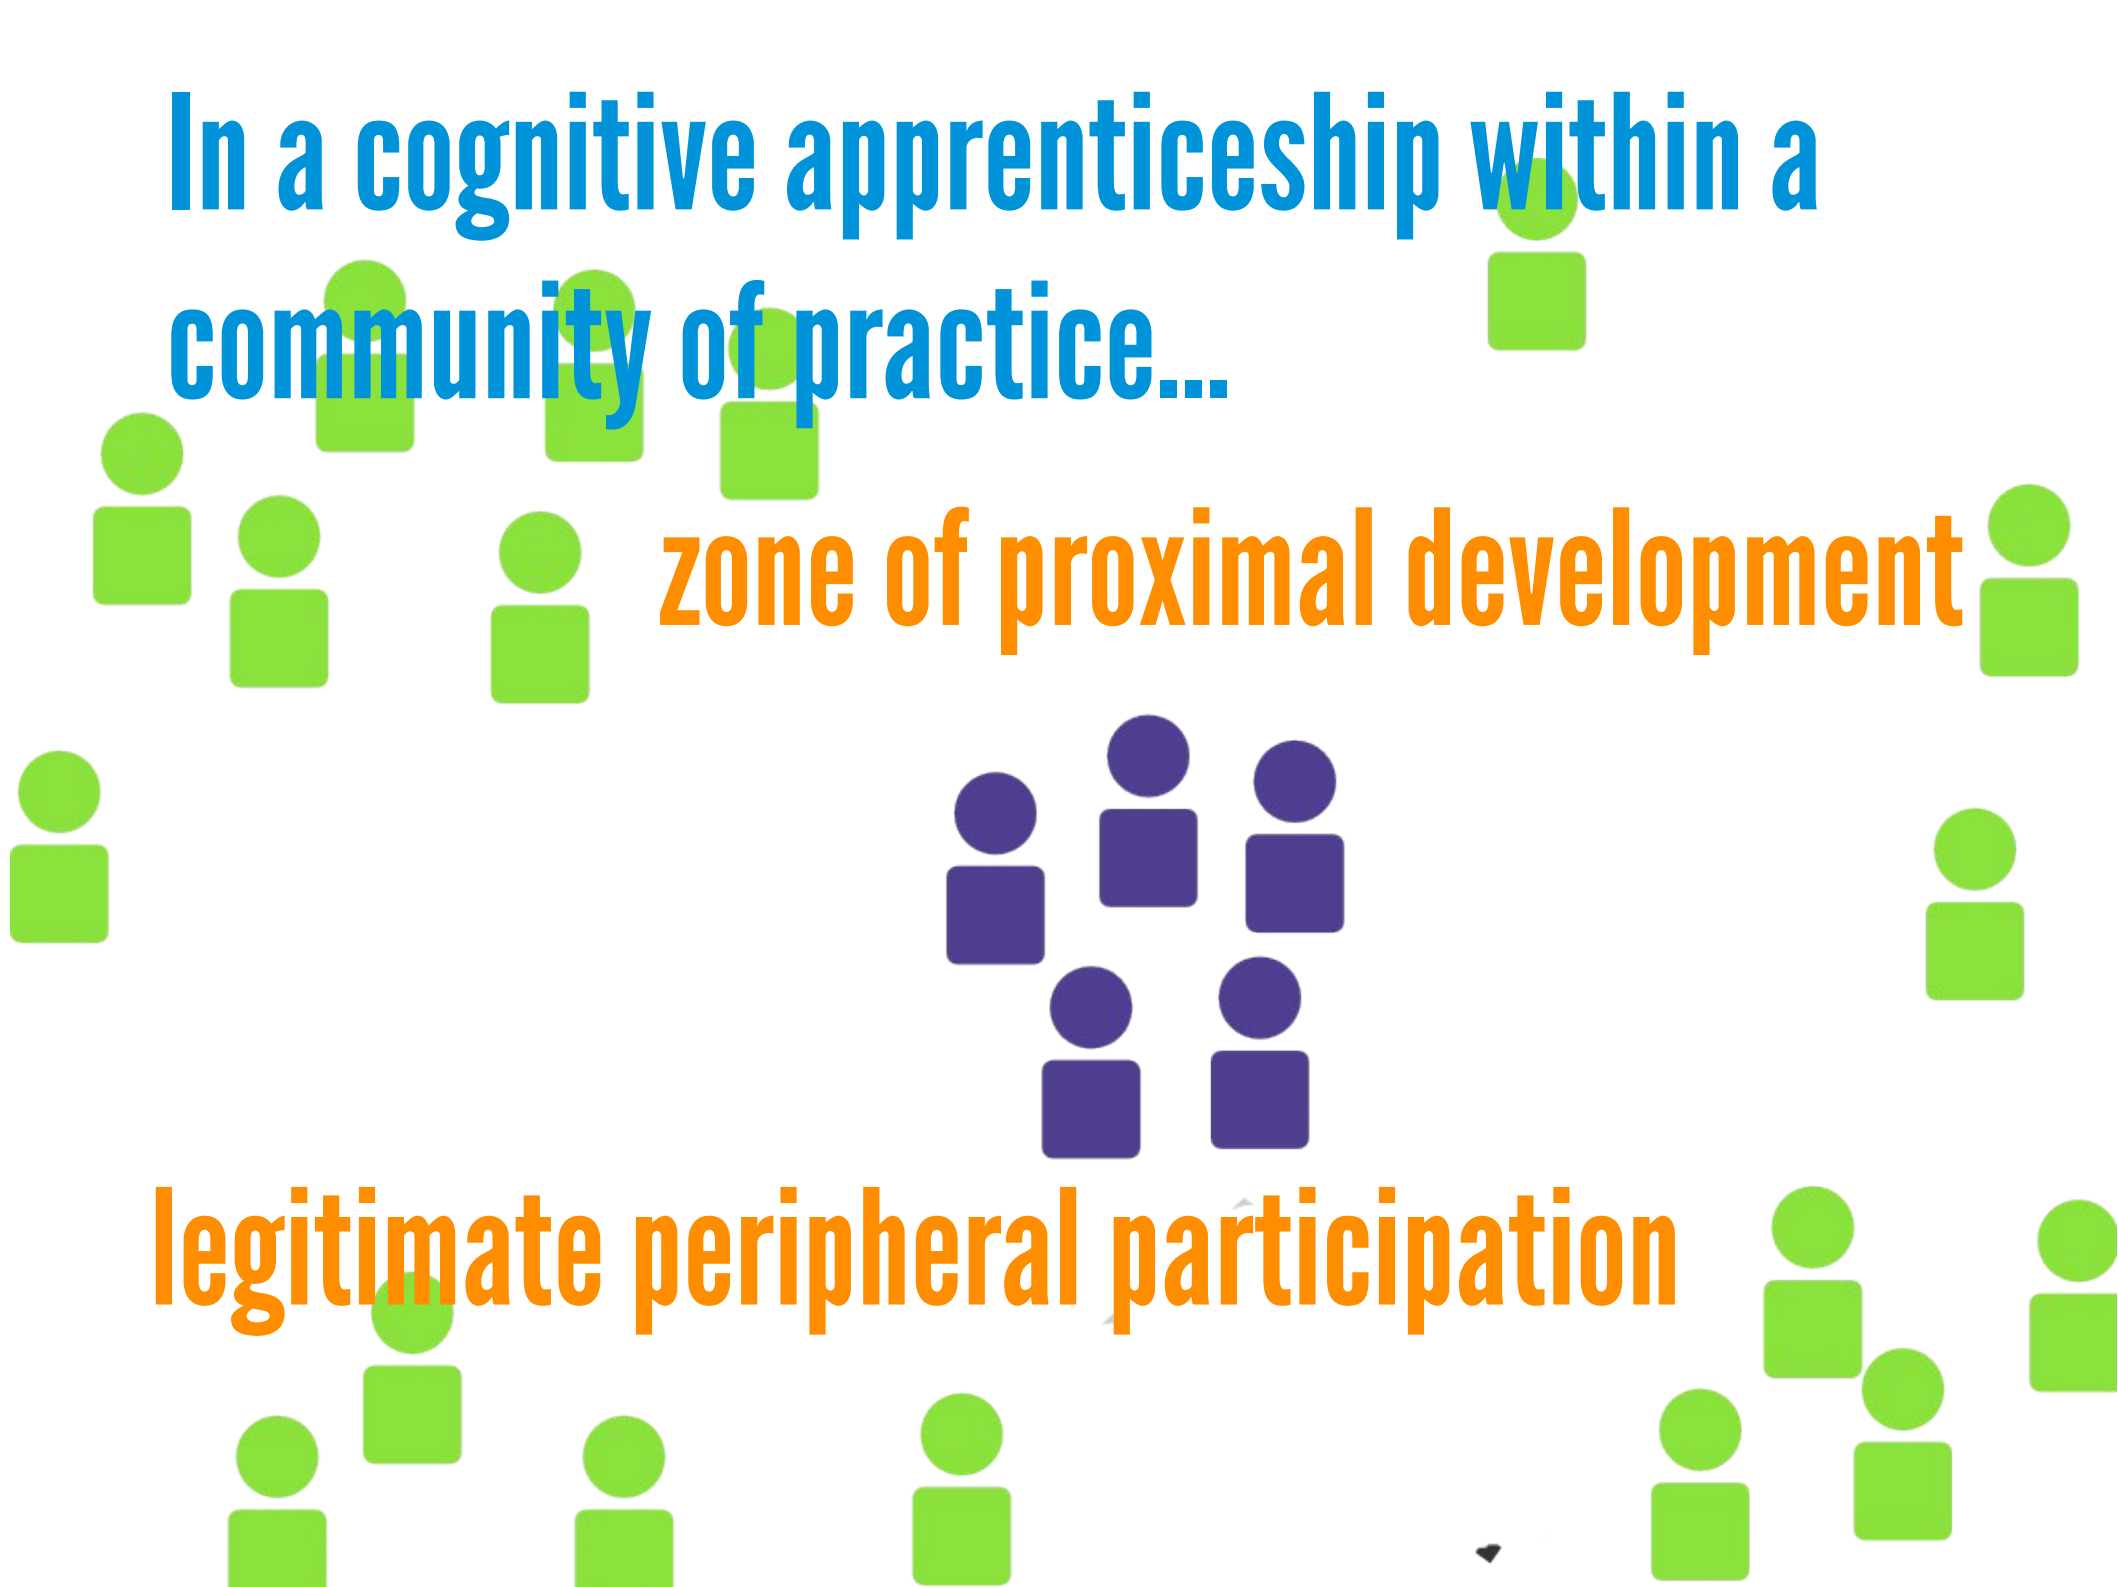 In a cognitive apprenticeship within a
community of practice...
zone of proximal development
legitimate peripheral participation